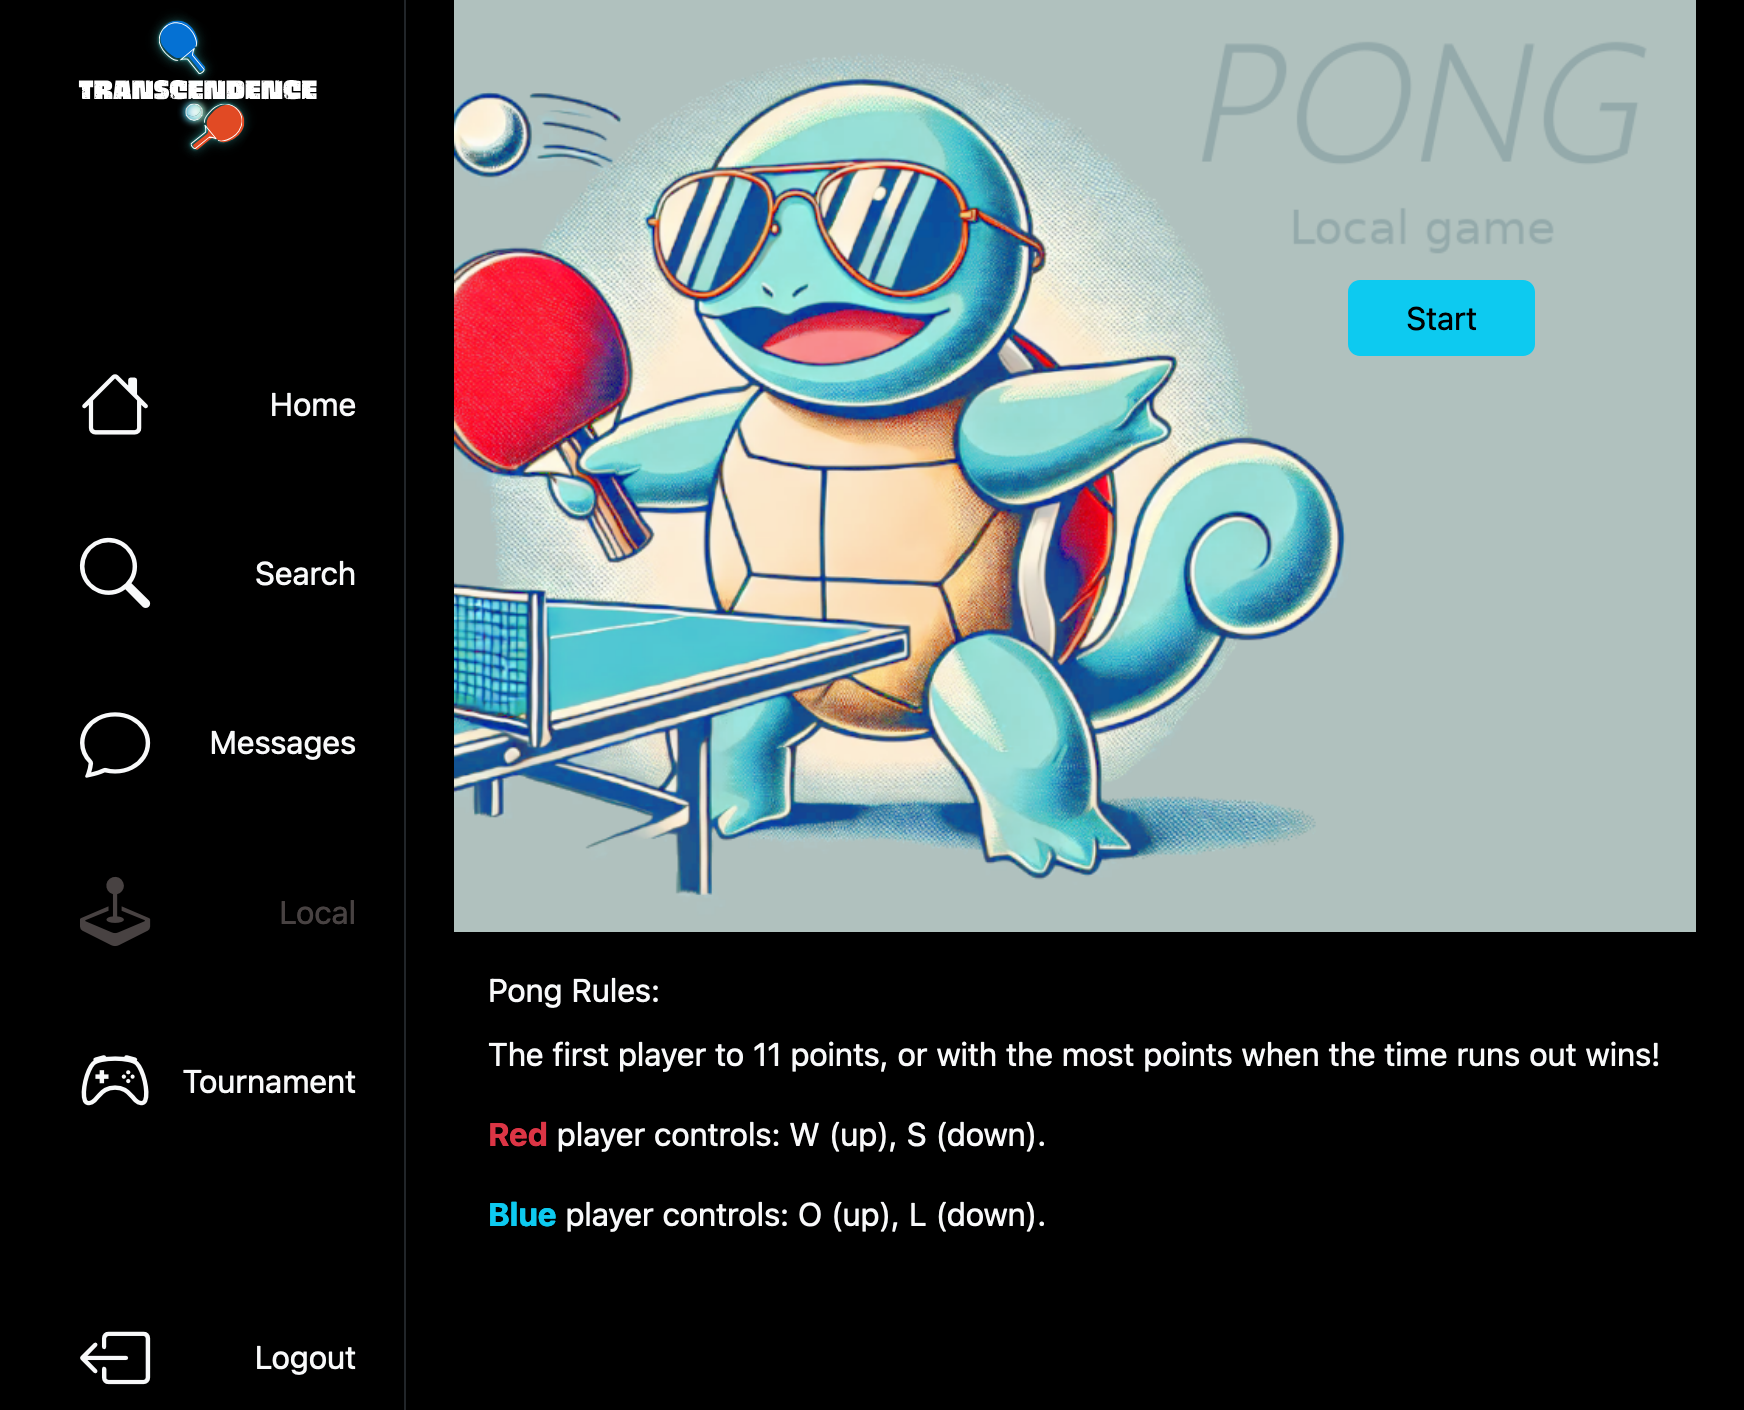 TRANSCENDENCE
Home
Search
Messages
Local
Tournament
Logout
PONG
Local game
Start
Pong Rules:
The first player to 11 points, or with the most points when the time runs out wins!
Red player controls: W (up), S (down).
Blue player controls: O (up), L (down).